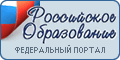 Российское
Образование
ФЕДЕРАЛЬНЫЙ ПОРТАЛ